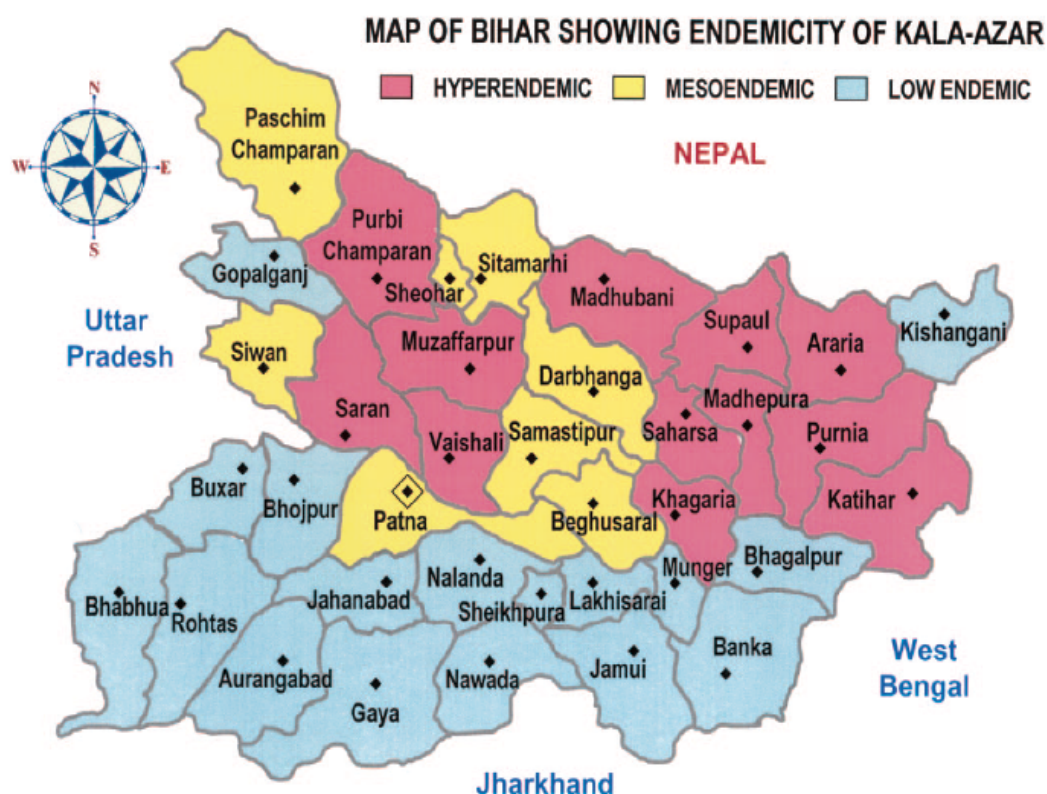 MAP OF BIHAR SHOWING ENDEMICITY OF KALA-AZAR
HYPERENDEMIC MESOENDEMIC LOW ENDEMIC
N
W E
S
NEPAL
Paschim
Champaran
Purbi
Champaran
Gopalganj
Sheohar
Sitamarhi
Madhubani
Uttar
Pradesh
Siwan
Muzaffarpur
Darbhanga
Supaul
Araria
Kishangani
Saran
Vaishali
Samastipur
Saharsa
Madhepura
Purnia
Buxar
Bhojpur
Patna
Beghusaral
Khagaria
Katihar
Bhabhua
Rohtas
Jahanabad
Nalanda
Sheikhpura
Lakhisarai
Munger
Bhagalpur
Aurangabad
Gaya
Nawada
Jamui
Banka
West
Bengal
Jharkhand